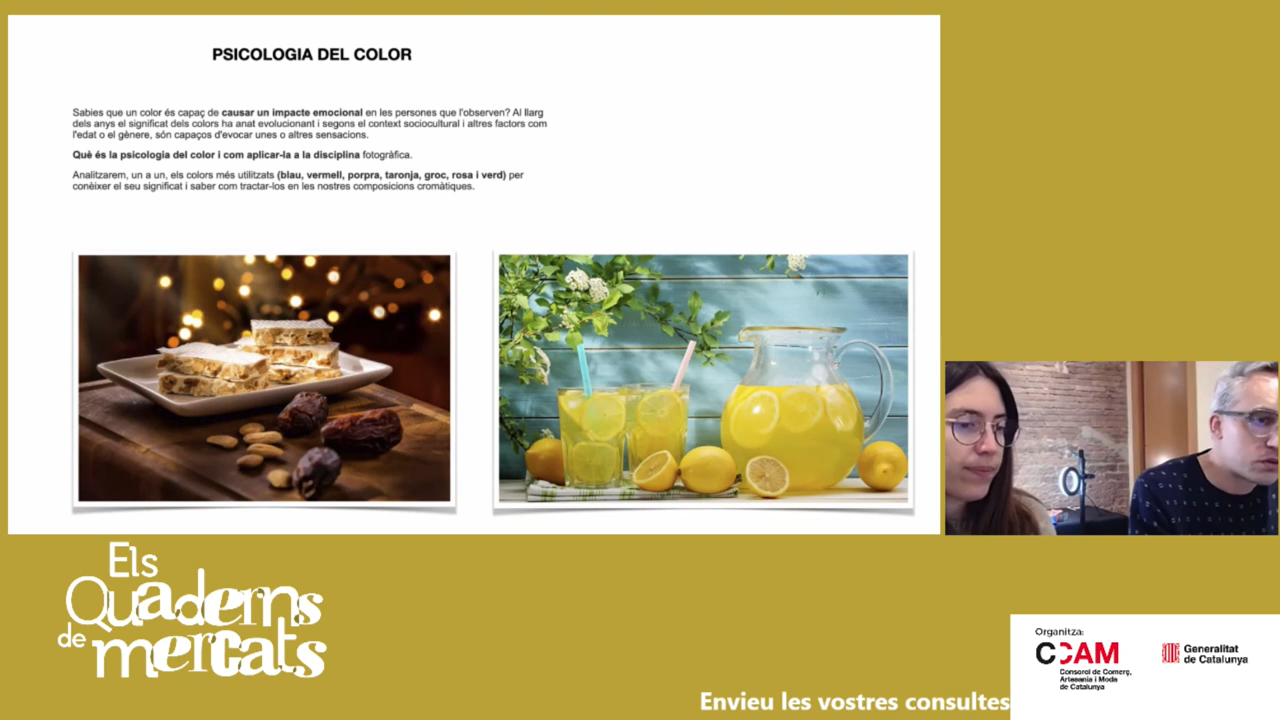 PSICOLOGIA DEL COLOR
Sabies que un color és capaç de causar un impacte emocional en les persones que l'observen? Al llarg
dels anys el significat dels colors ha anat evolucionant i segons el context sociocultural i altres factors com
l'edat o el gènere, són capaços d'evocar unes o altres sensacions.
Què és la psicologia del color i com aplicar-la a la disciplina fotogràfica.
Analitzarem, un a un, els colors més utilitzats (blau, vermell, porpra, taronja, groc, rosa i verd) per
conèixer el seu significat i saber com tractar-los en les nostres composicions cromàtiques.
Els
Quaderns
de mercats
Envieu les vostres consultes
Organitza:
CCAM
Consorci de Comerç,
Artesania i Moda
de Catalunya
Generalitat
de Catalunya